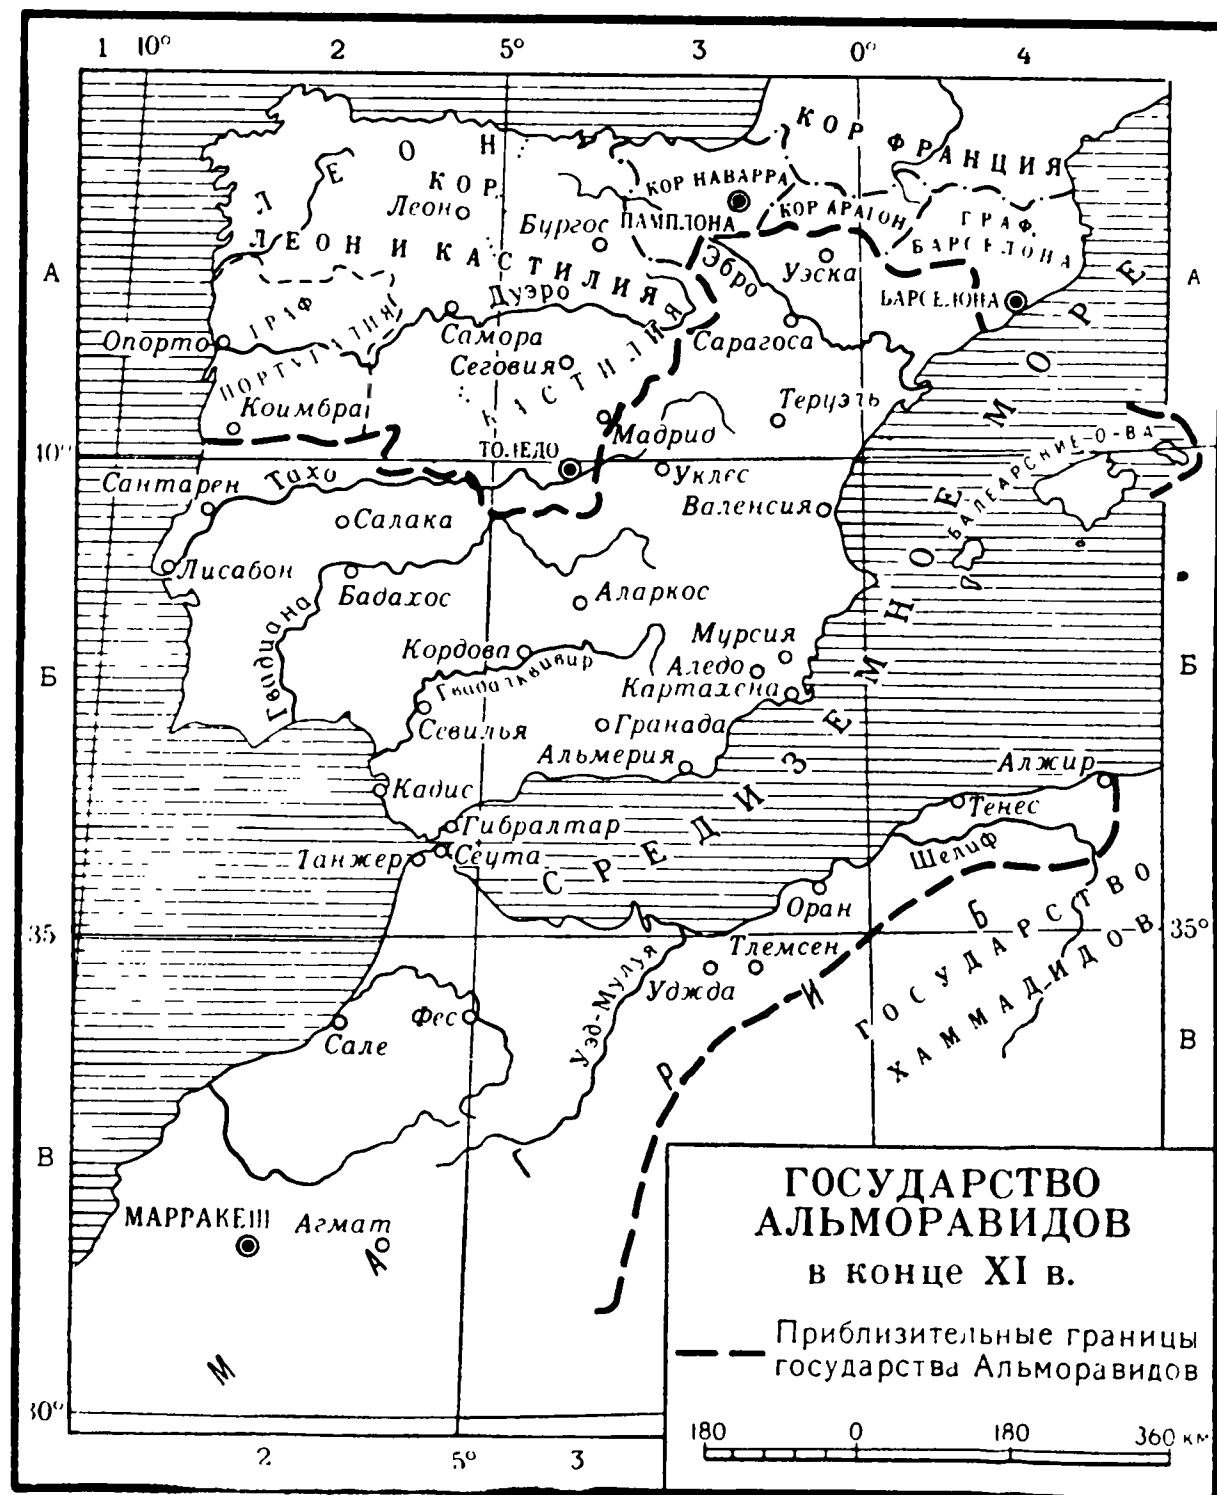 1 10° 2 5° 3 0° 4
КОР ФРАНЦИЯ
ЛЕОН
КОР.
КОР НАВАРРА
Леон
ПАМПЛОНА
КОР АРАГОН
ГРАФ.
БАРСЕЛОНА
Бургос
ЛЕОН И КАСТИЛИЯ
Эбро
Уэска
А
А
Дуэро
БАРСЕЛОНА
ГРАФ
ПОРТУГАЛИЯ
Опорто
Самора
Сарагоса
Сеговия
КАСТИЛИЯ
Коимбра
Теруэль
Мадрид
ТОЛЕДО
БАЛЕАРСКИЕ О-ВА
Тахо
Сантарен
Уклес
Салака
Валенсия
Лисабон
Бадахос
Аларкос
Гвадиана
Мурсия
Кордова
Аледо
Гвадалквивир
Картахена
Б
Б
Севилья
Гранада
Альмерия
СРЕДИЗЕМНОЕ МОРЕ
Алжир
Кадис
Тенес
Гибралтар
Шелиф
Танжер
Сеута
Оран
35
35°
Тлемсен
ГОСУДАРСТВО
ХАММАДИДОВ
Уджда
Уэд-Мулуя
Фес
Сале
В
В
МАРРАКЕШ
Агмат
МАГРИБ
ГОСУДАРСТВО
АЛЬМОРАВИДОВ
в конце XI в.
Приблизительные границы
государства Альморавидов
180 0 180 360 км
2 5° 3